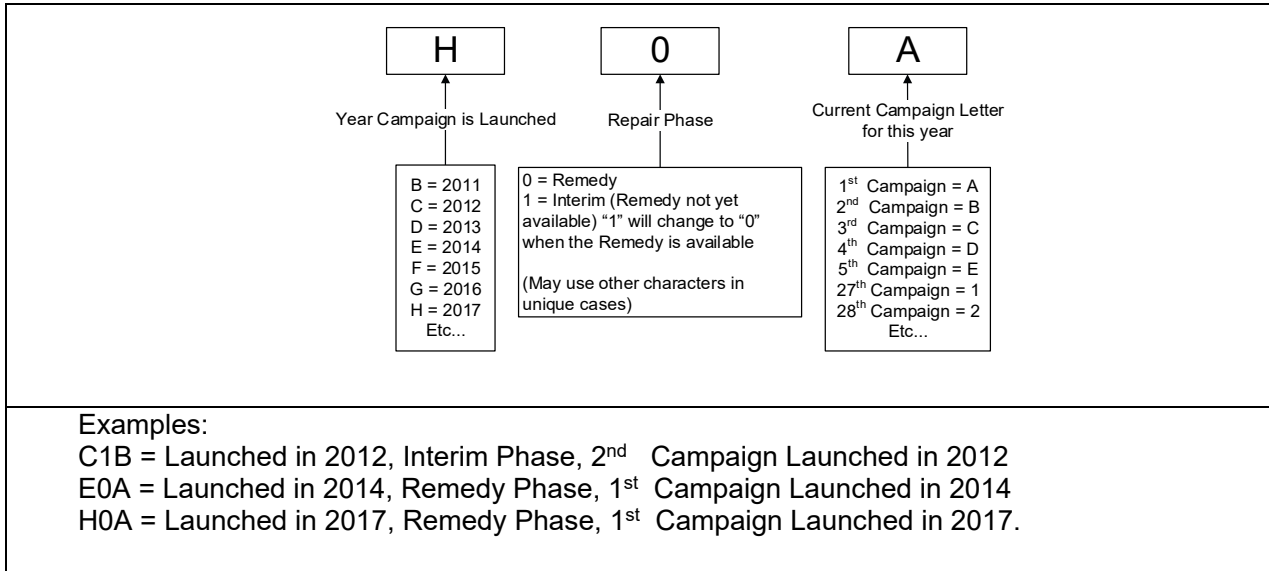 H
0
A
Year Campaign is Launched
Repair Phase
Current Campaign Letter
for this year
B = 2011
C = 2012
D = 2013
E = 2014
F = 2015
G = 2016
H = 2017
Etc...
0 = Remedy
1 = Interim (Remedy not yet
available) “1” will change to “0”
when the Remedy is available
(May use other characters in
unique cases)
1st Campaign = A
2nd Campaign = B
3rd Campaign = C
4th Campaign = D
5th Campaign = E
27th Campaign = 1
28th Campaign = 2
Etc...
Examples:
C1B = Launched in 2012, Interim Phase, 2nd Campaign Launched in 2012
E0A = Launched in 2014, Remedy Phase, 1st Campaign Launched in 2014
H0A = Launched in 2017, Remedy Phase, 1st Campaign Launched in 2017.